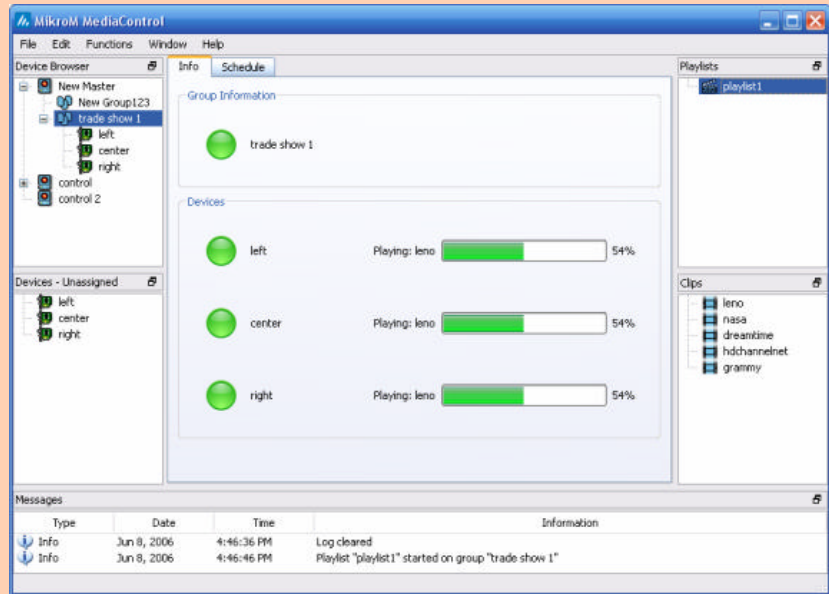 MikroM MediaControl
File Edit Functions Window Help
Device Browser
New Master
New Group123
trade show 1
left
center
right
control
control 2
Devices - Unassigned
left
center
right
Info Schedule
Group Information
trade show 1
Devices
left Playing: leno 54%
center Playing: leno 54%
right Playing: leno 54%
Playlists
playlist1
Clips
leno
nasa
dreamtime
hdchannelnet
grammy
Messages
Type Date Time Information
Info Jun 8, 2006 4:46:36 PM Log cleared
Info Jun 8, 2006 4:46:46 PM Playlist "playlist1" started on group "trade show 1"